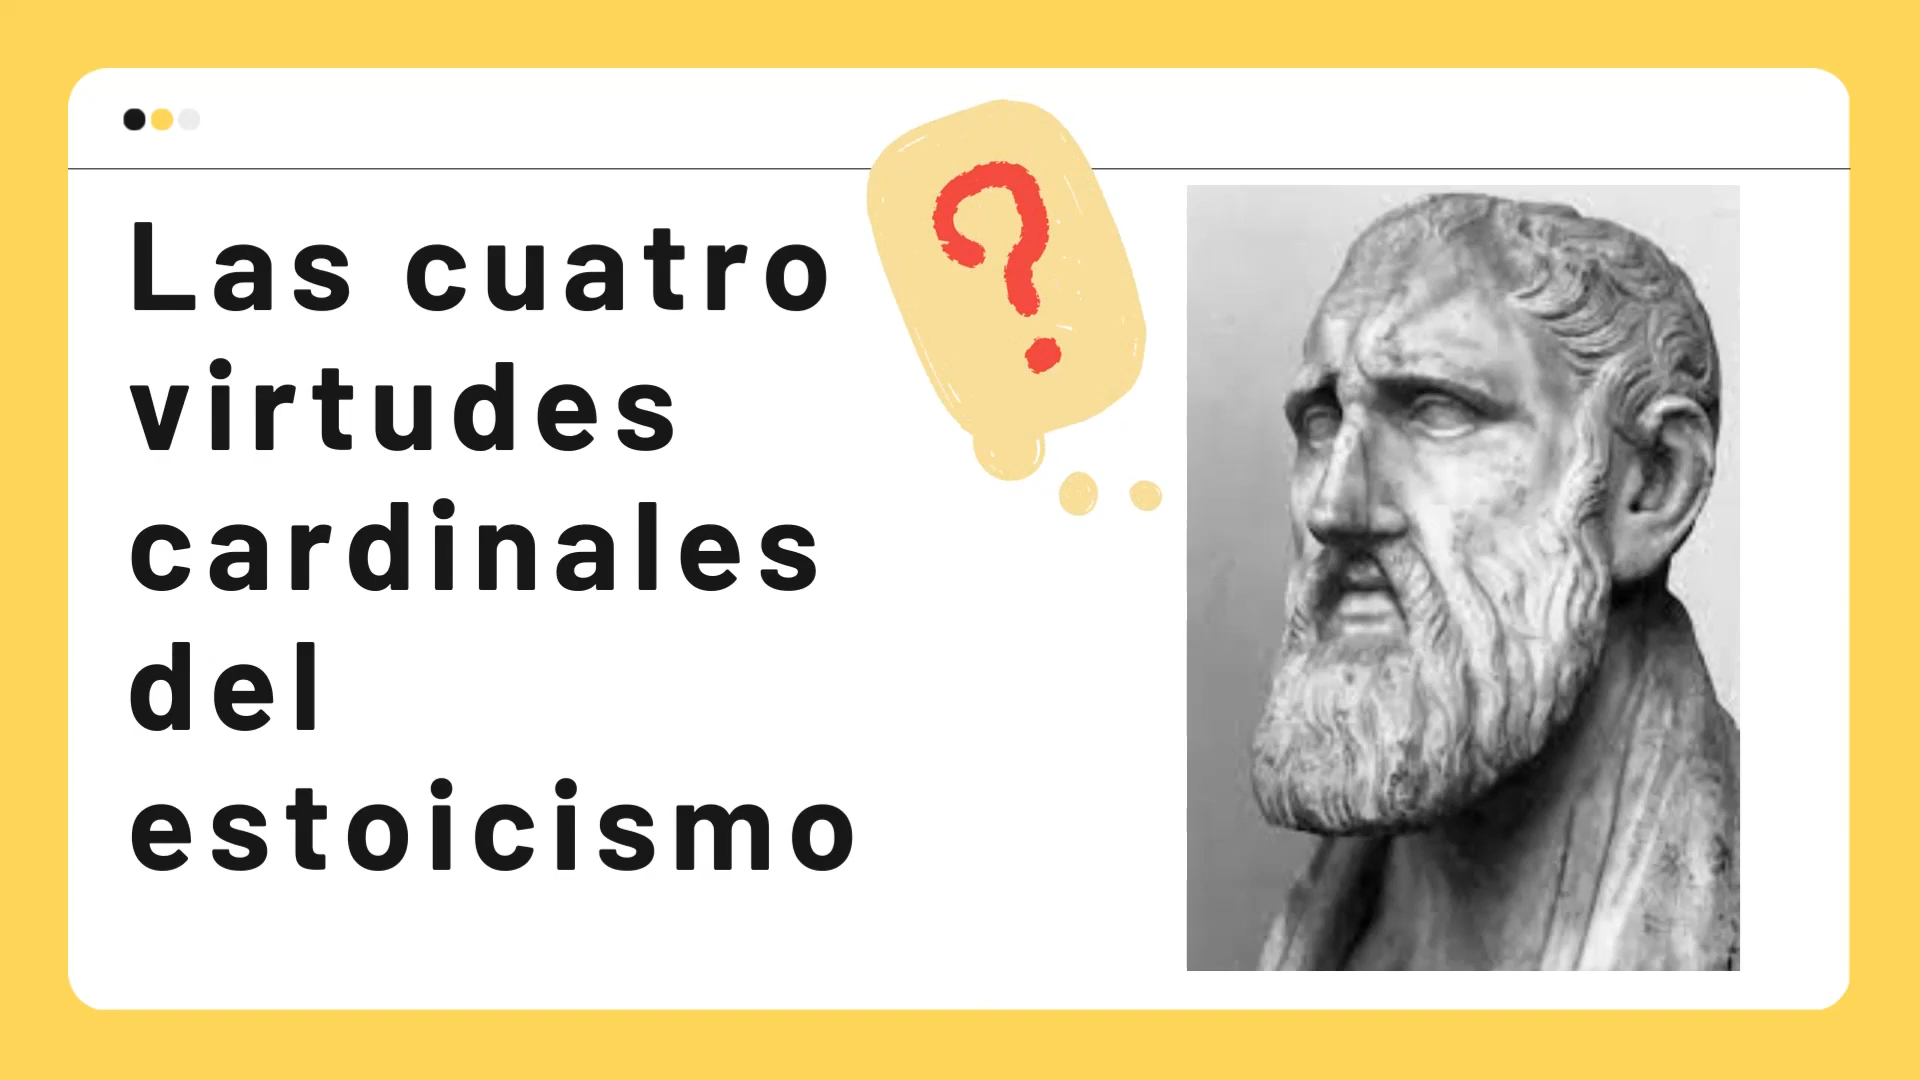 Las cuatro
virtudes
cardinales
del
estoicismo
?